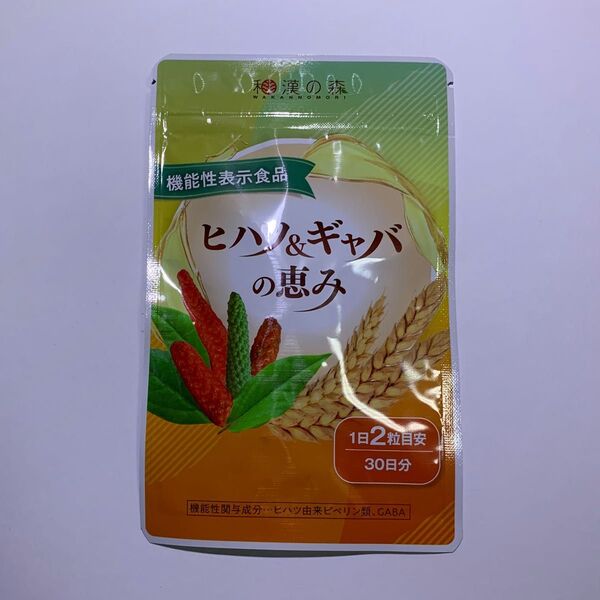 和漢の森
WAKANNOMORI
機能性表示食品
ヒハツ&ギャバ
の恵み
1日2粒目安
30日分
機能性関与成分…ヒハツ由来ピペリン類、GABA